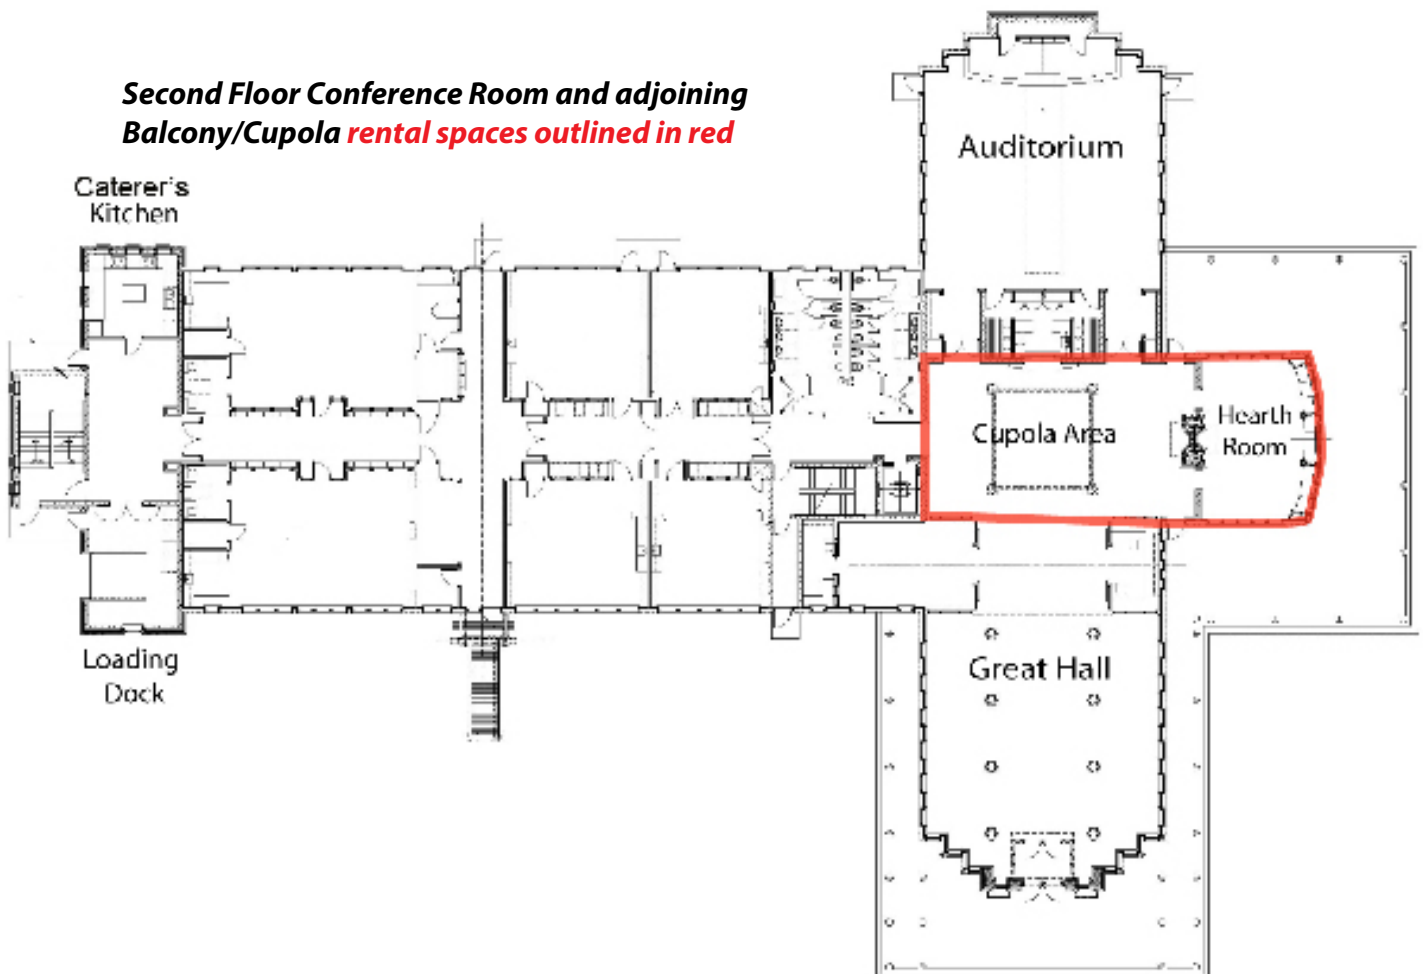 Second Floor Conference Room and adjoining
Balcony/Cupola rental spaces outlined in red
Auditorium
Caterer's
Kitchen
Cupola Area
Hearth
Room
Loading
Dock
Great Hall